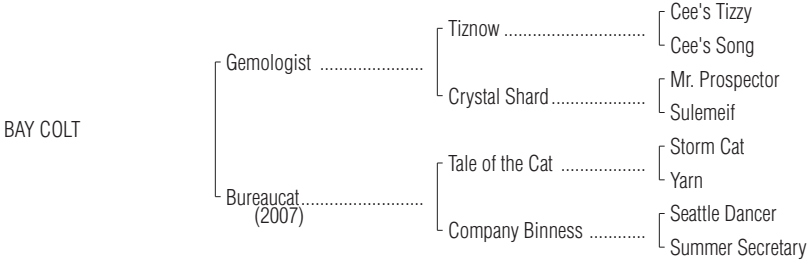 Cee's Tizzy
Tiznow ..............................
Cee's Song
Gemologist ......................
Mr. Prospector
Crystal Shard....................
Sulemeif
BAY COLT
Storm Cat
Tale of the Cat ..................
Yarn
Bureaucat..........................
(2007)
Seattle Dancer
Company Binness ............
Summer Secretary